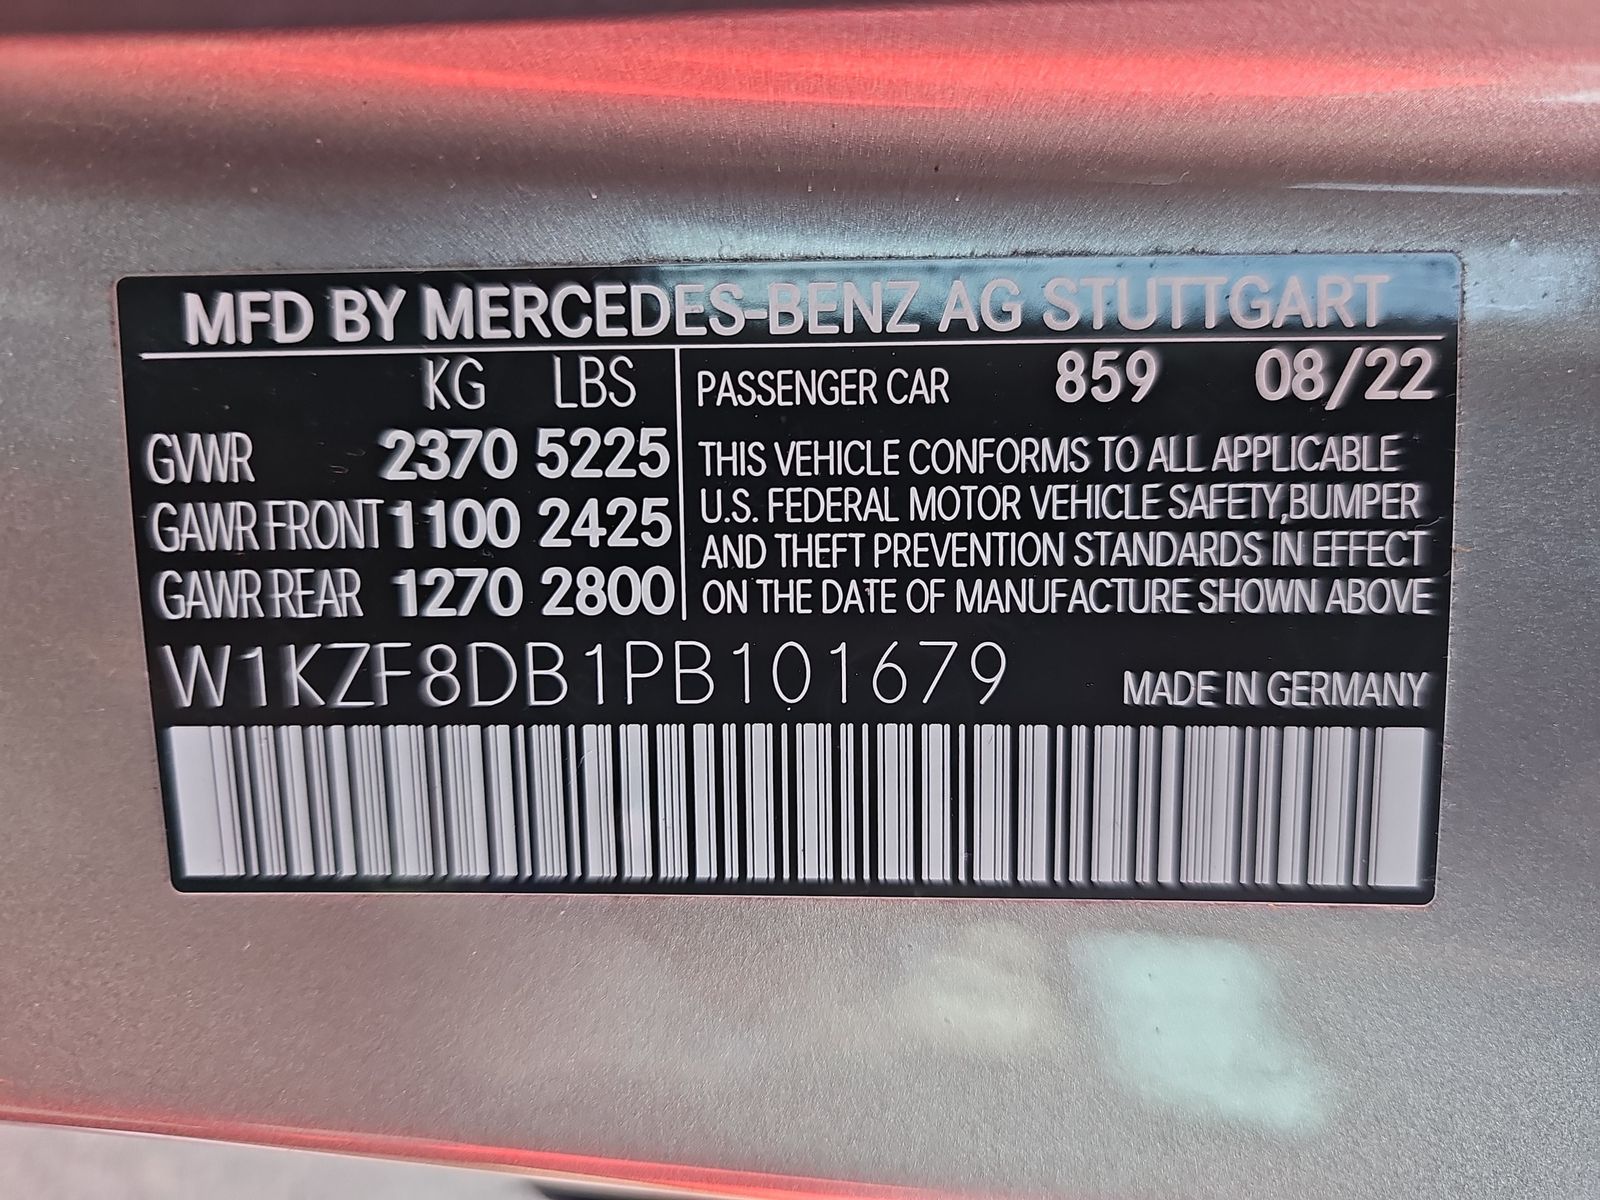 MFD BY MERCEDES-BENZ AG STUTTGART
KG LBS
GVWR 2370 5225
GAWR FRONT 1100 2425
GAWR REAR 1270 2800
PASSENGER CAR 859 08/22
THIS VEHICLE CONFORMS TO ALL APPLICABLE
U.S. FEDERAL MOTOR VEHICLE SAFETY,BUMPER
AND THEFT PREVENTION STANDARDS IN EFFECT
ON THE DATE OF MANUFACTURE SHOWN ABOVE
W1KZF8DB1PB101679
MADE IN GERMANY